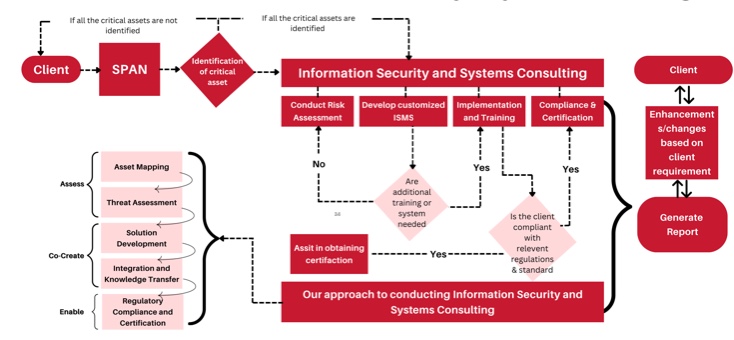 If all the critical assets are not
identified
If all the critical assets are
identified
Client
SPAN
Identification
of critical
asset
Information Security and Systems Consulting
Client
Conduct Risk
Assessment
Develop customized
ISMS
Implementation
and Training
Compliance &
Certification
Enhancement
s/changes
based on
client
requirement
No
Yes
Yes
Are
additional
training or
system
needed
Is the client
compliant
with
relevent
regulations
& standard
Generate
Report
Assit in obtaining
certifaction
Yes
Our approach to conducting Information Security and
Systems Consulting
Assess
Asset Mapping
Threat Assessment
Co-Create
Solution
Development
Integration and
Knowledge Transfer
Enable
Regulatory
Compliance and
Certification